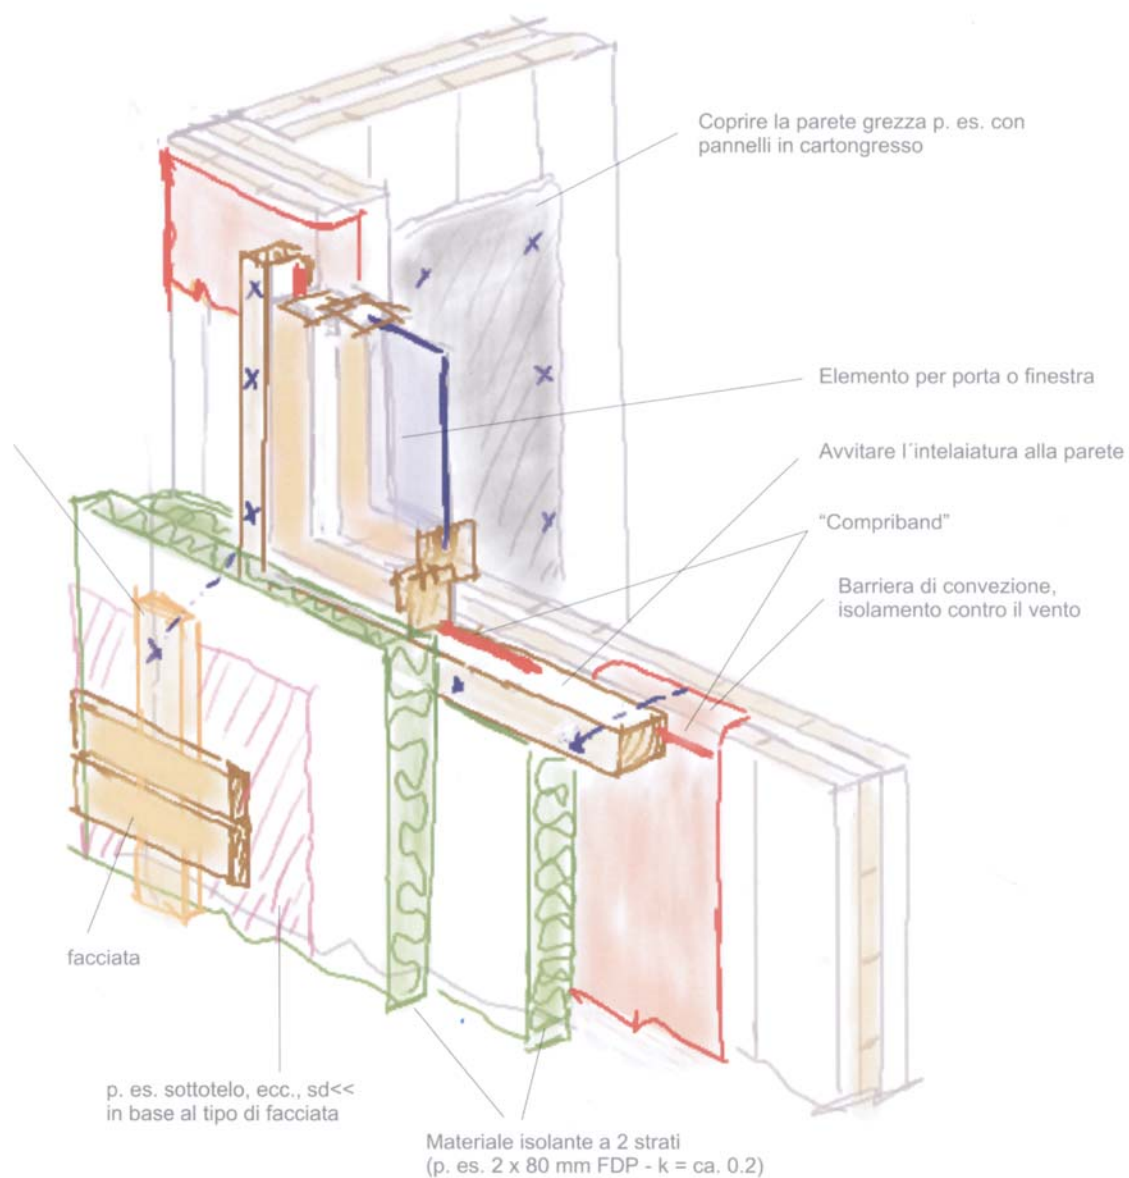 Coprire la parete grezza p. es. con
pannelli in cartongresso
Elemento per porta o finestra
Avvitare l´intelaiatura alla parete
“Compriband”
Barriera di convezione,
isolamento contro il vento
facciata
p. es. sottotelo, ecc., sd<<
in base al tipo di facciata
Materiale isolante a 2 strati
(p. es. 2 x 80 mm FDP - k = ca. 0.2)